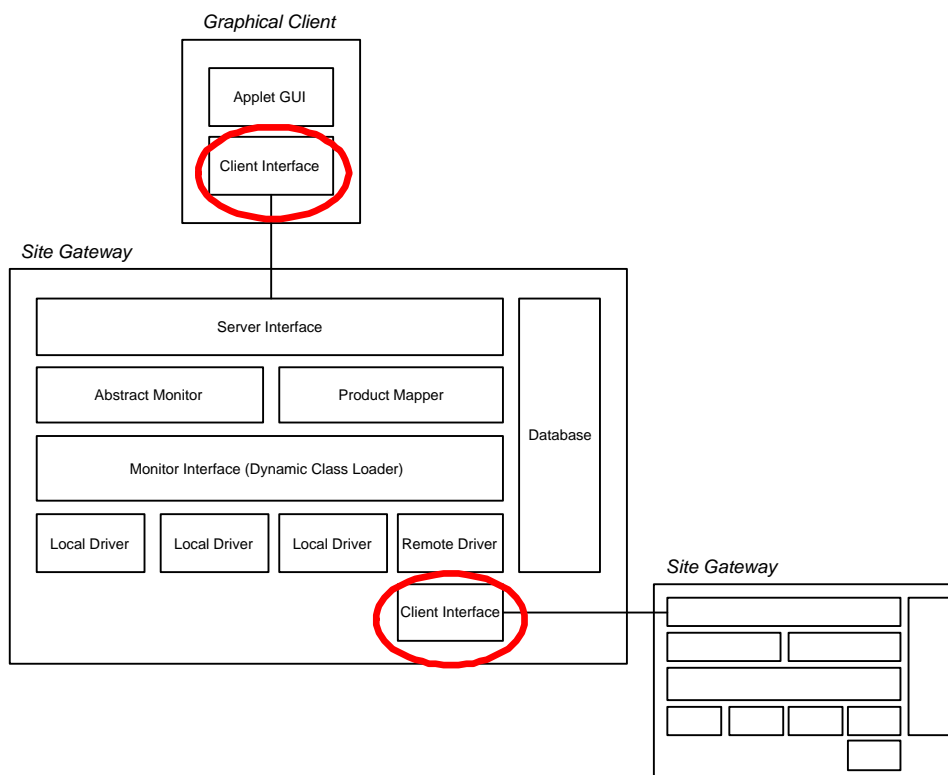 Graphical Client
Applet GUI
Client Interface
Site Gateway
Server Interface
Abstract Monitor
Product Mapper
Database
Monitor Interface (Dynamic Class Loader)
Local Driver
Local Driver
Local Driver
Remote Driver
Client Interface
Site Gateway